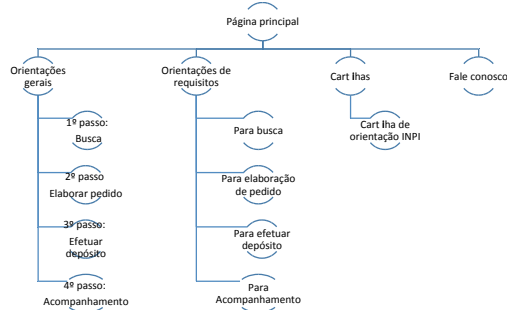 Página principal
Orientações
gerais
1º passo:
Busca
2º passo
Elaborar pedido
3º passo:
Efetuar
depósito
4º passo:
Acompanhamento
Orientações de
requisitos
Para busca
Para elaboração
de pedido
Para efetuar
depósito
Para
Acompanhamento
Cart lhas
Cart lha de
orientação INPI
Fale conosco